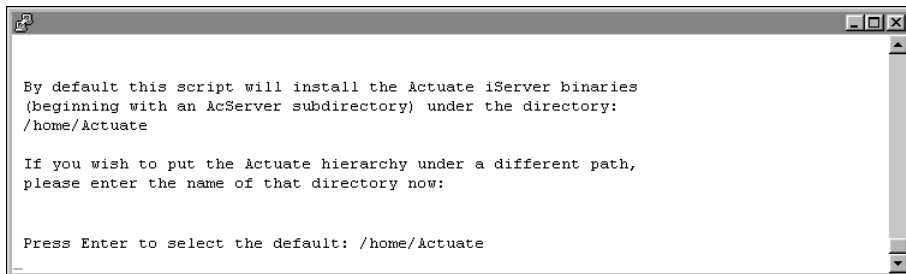 By default this script will install the Actuate iServer binaries
(beginning with an AcServer subdirectory) under the directory:
/home/Actuate
If you wish to put the Actuate hierarchy under a different path,
please enter the name of that directory now:
Press Enter to select the default: /home/Actuate